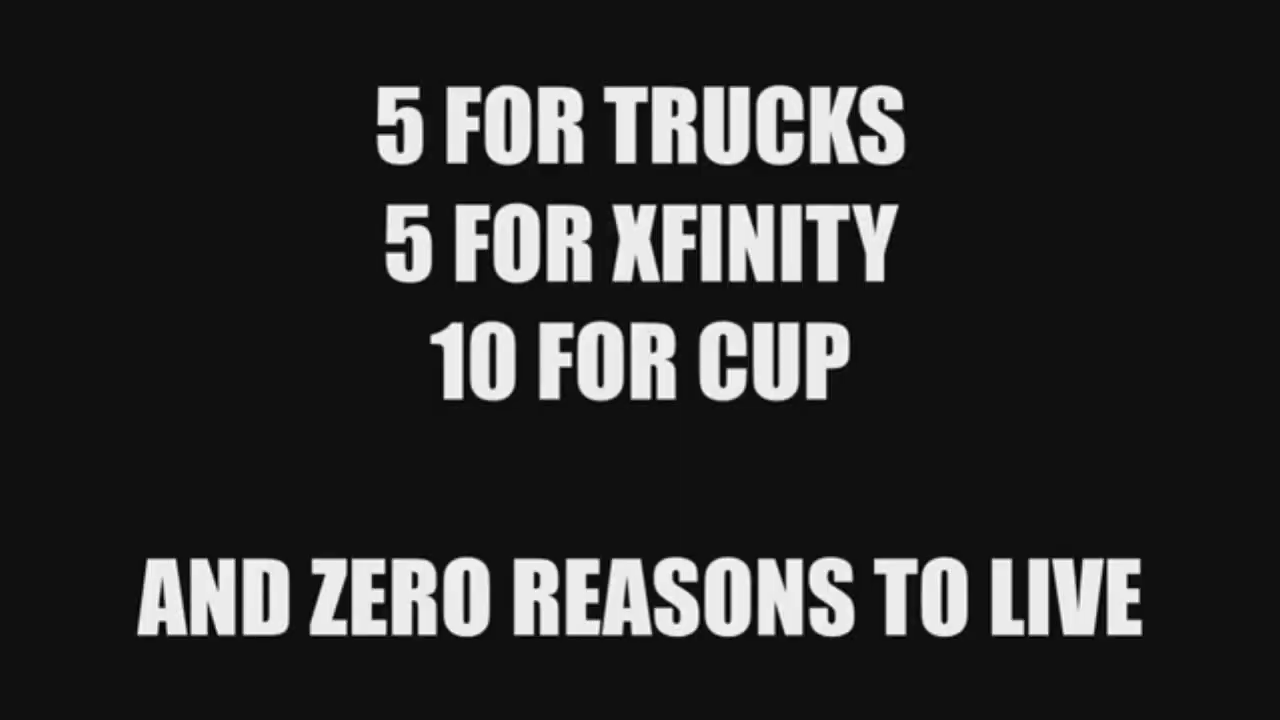 5 FOR TRUCKS
5 FOR XFINITY
10 FOR CUP
AND ZERO REASONS TO LIVE